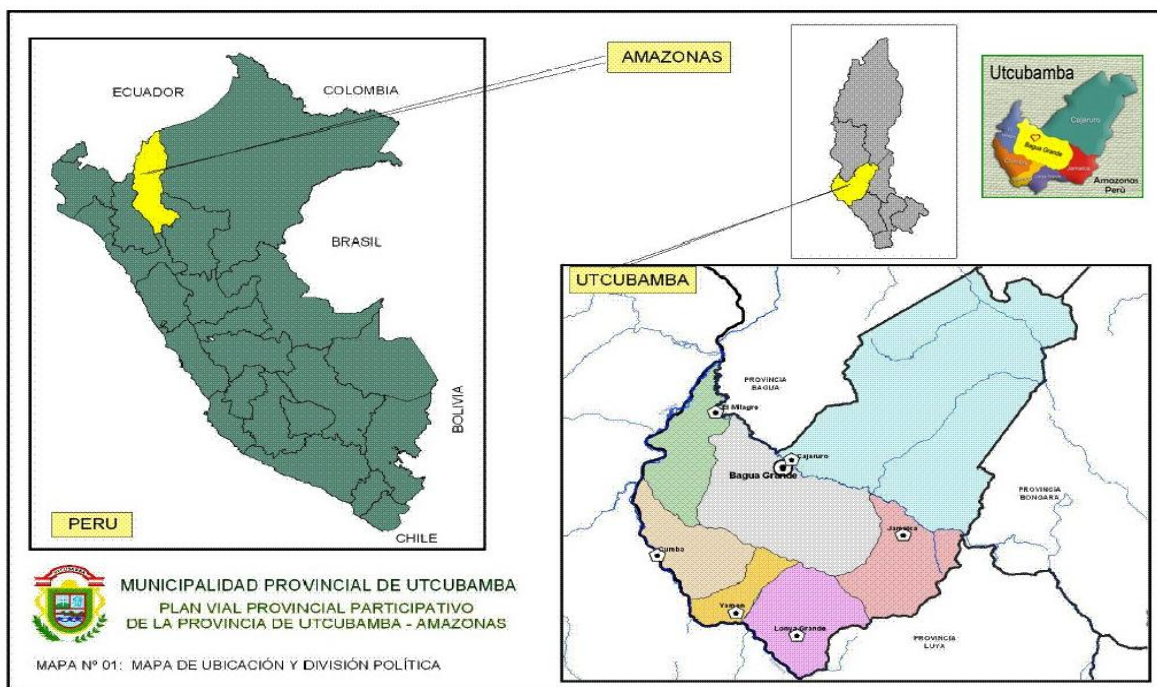 ECUADOR
COLOMBIA
BRASIL
BOLIVIA
CHILE
PERU
AMAZONAS
Utcubamba
Cajaruro
Bagua Grande
Jamalca
Amazonas
Perù
UTCUBAMBA
PROVINCIA
BAGUA
El Milagro
Cajaruro
Bagua Grande
PROVINCIA
BONGARA
Jamalca
Cumba
Yamon
Lonya Grande
PROVINCIA
LUYA
UTCUBAMBA
MUNICIPALIDAD PROVINCIAL DE UTCUBAMBA
PLAN VIAL PROVINCIAL PARTICIPATIVO
DE LA PROVINCIA DE UTCUBAMBA - AMAZONAS
MAPA Nº 01: MAPA DE UBICACIÓN Y DIVISIÓN POLÍTICA